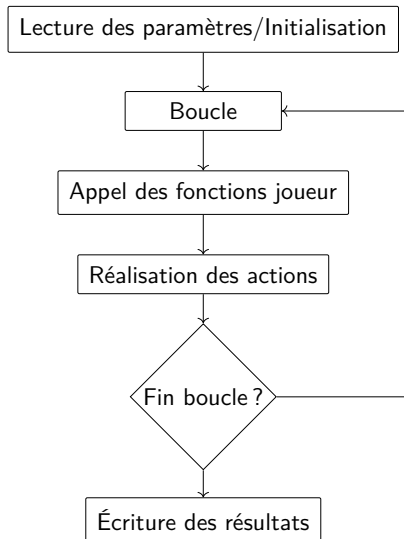 Lecture des paramètres/Initialisation
Boucle
Appel des fonctions joueur
Réalisation des actions
Fin boucle ?
Écriture des résultats